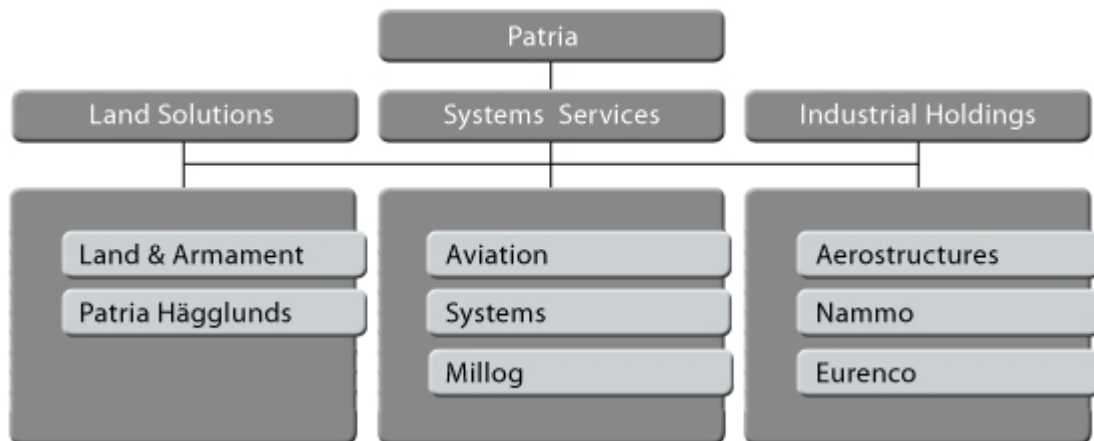 Patria
Land Solutions
Systems Services
Industrial Holdings
Land & Armament
Patria Hägglunds
Aviation
Systems
Millog
Aerostructures
Nammo
Eurenco